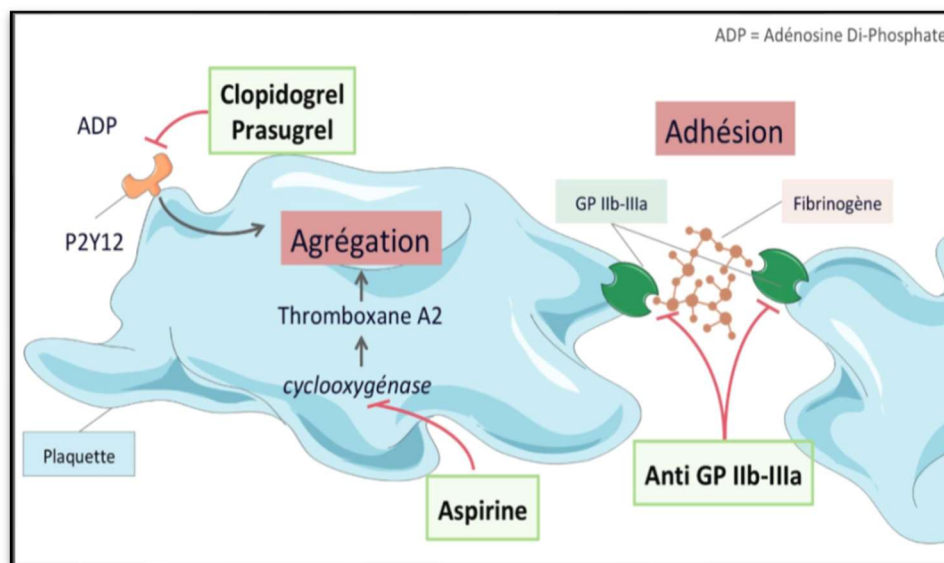 ADP = Adénosine Di-Phosphate
Clopidogrel
Prasugrel
ADP
Adhésion
P2Y12
GP IIb-IIIa
Fibrinogène
Agrégation
Thromboxane A2
cyclooxygénase
Plaquette
Anti GP IIb-IIIa
Aspirine